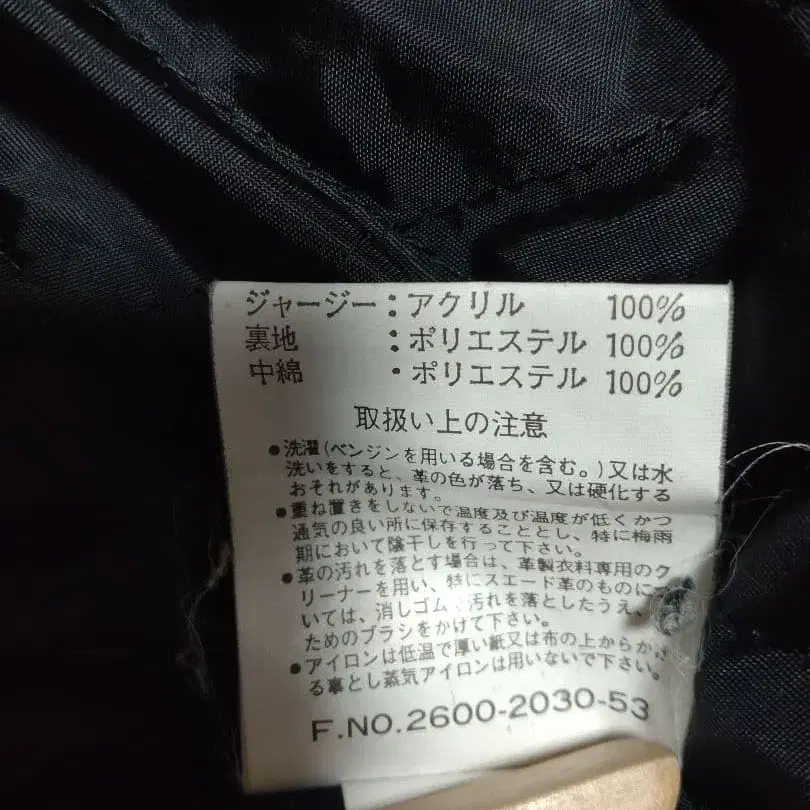 ジャージー：アクリル 100%
裏地 ：ポリエステル 100%
中綿 ・ポリエステル 100%
取扱い上の注意
●洗濯(ベンジンを用いる場合を含む。)又は水
洗いをすると、革の色が落ち、又は硬化する
おそれがあります。
●重ね置きをしないで温度及び湿度が低くかつ
通気の良い所に保存することとし、特に梅雨
期において陰干しを行って下さい。
●革の汚れを落とす場合は、革製衣料専用のク
リーナーを用い、特にスエード革のものにつ
いては、消しゴム 汚れを落としたうえ、
ためのブラシをかけて下さい。
●アイロンは低温で厚い紙又は布の上からかけ
る事とし蒸気アイロンは用いないで下さい。
F.NO.2600-2030-53